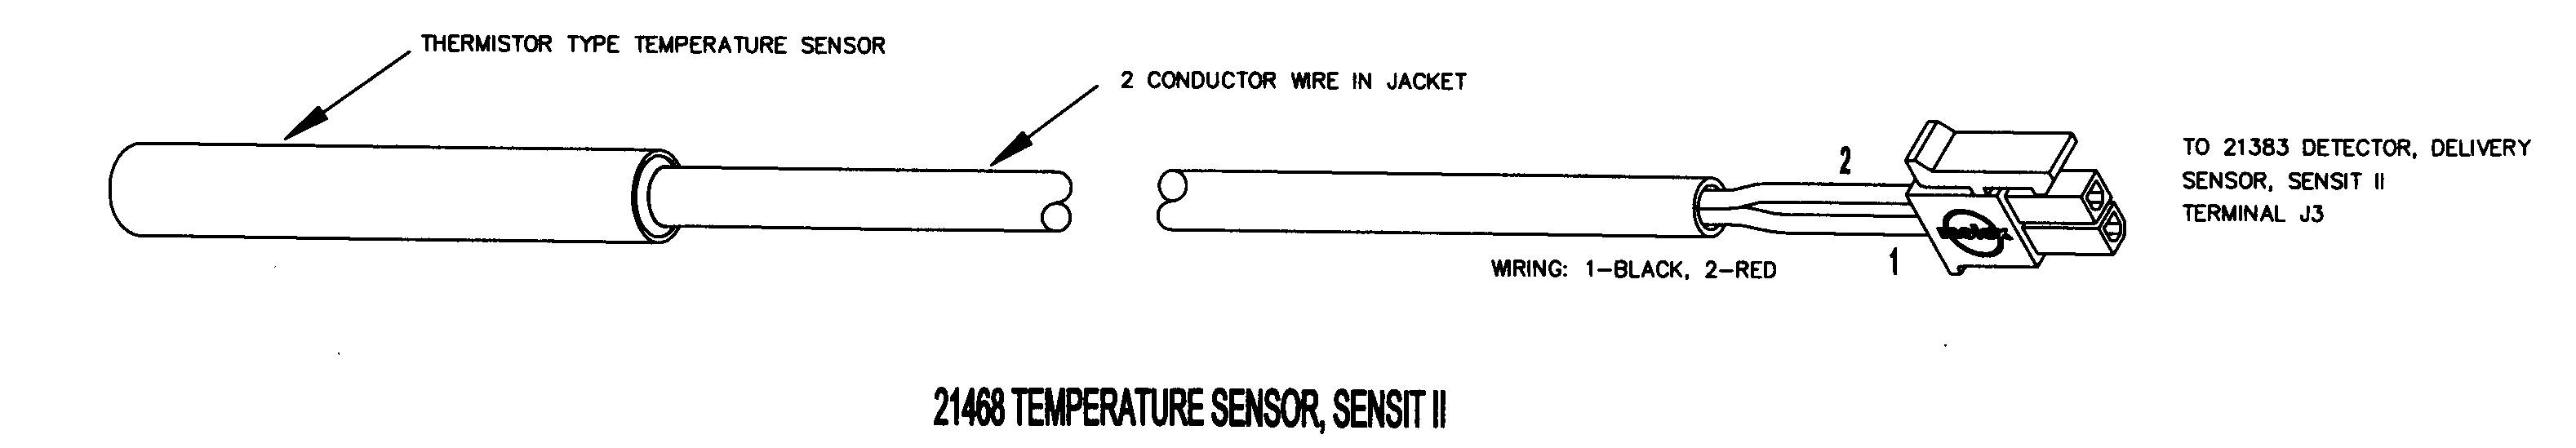 THERMISTOR TYPE TEMPERATURE SENSOR
2 CONDUCTOR WIRE IN JACKET
2
TO 21383 DETECTOR, DELIVERY
SENSOR, SENSIT II
TERMINAL J3
1
WIRING: 1-BLACK, 2-RED
21468 TEMPERATURE SENSOR, SENSIT II